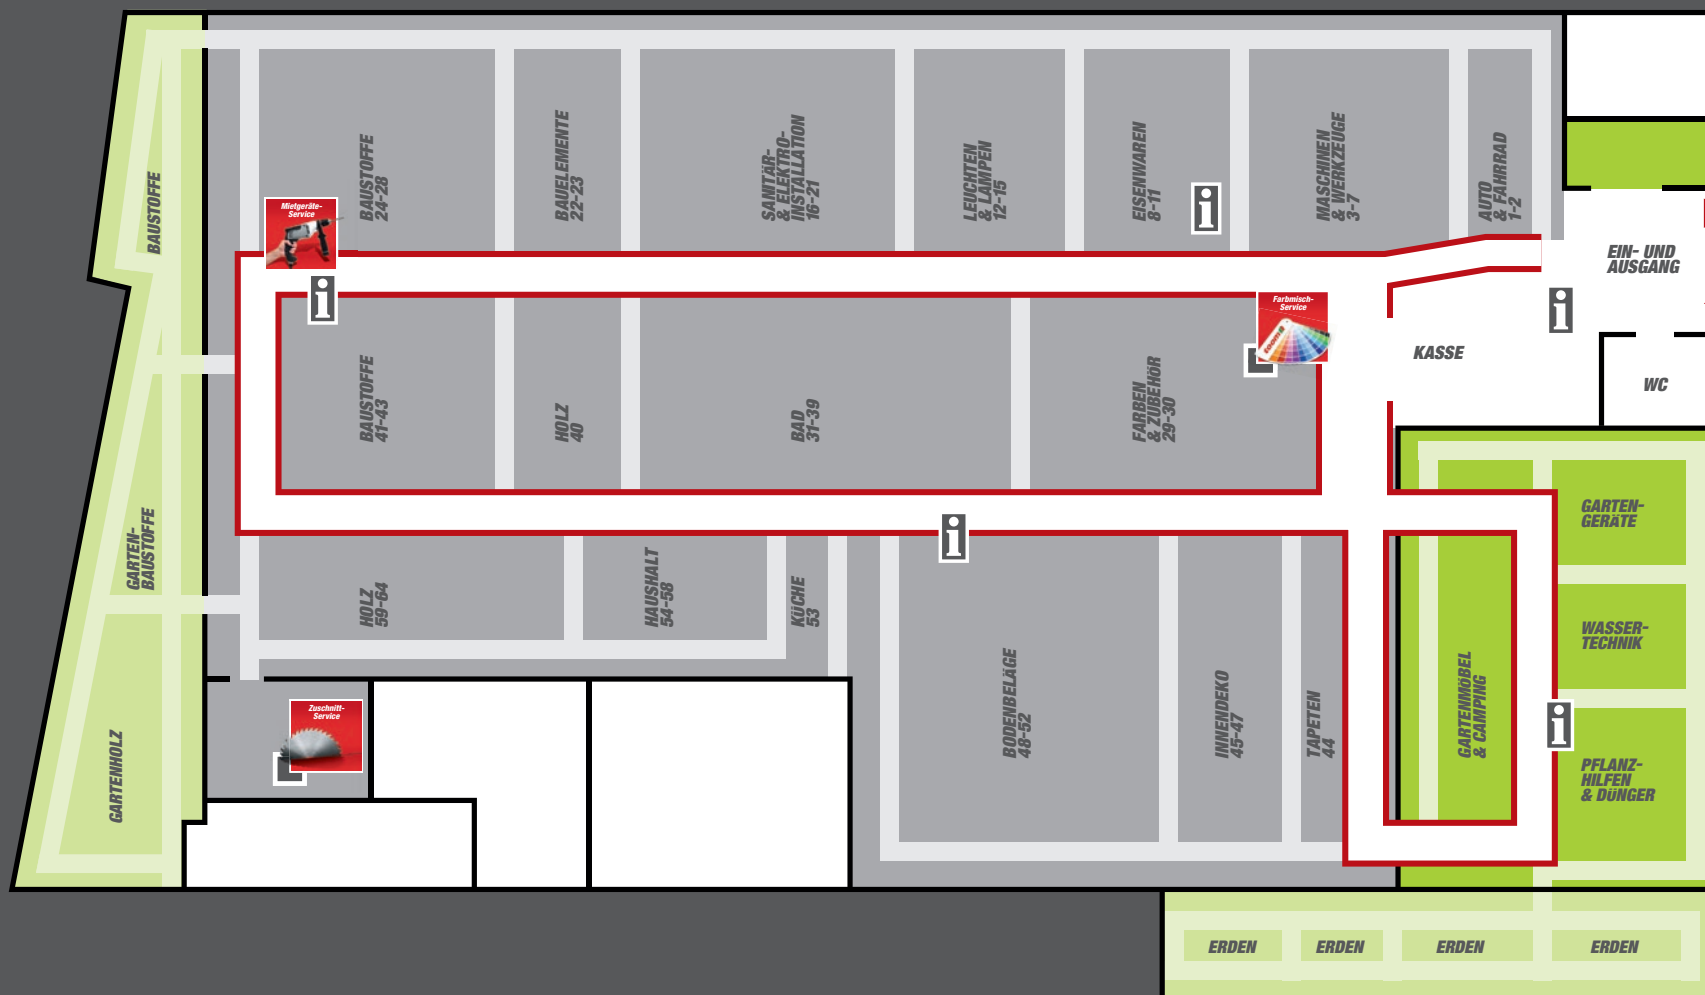 BAUSTOFFE
24-28
BAUELEMENTE
22-23
SANITÄR-
& ELEKTRO-
INSTALLATION
16-21
LEUCHTEN
& LAMPEN
12-15
EISENWAREN
8-11
i
MASCHINEN
& WERKZEUGE
3-7
AUTO
& FAHRRAD
1-2
BAUSTOFFE
Mietgeräte-
Service
EIN- UND
AUSGANG
i
i
Farbmisch-
Service
toom
KASSE
WC
BAUSTOFFE
41-43
HOLZ
40
BAD
31-39
FARBEN
& ZUBEHÖR
29-30
GARTEN-
BAUSTOFFE
i
GARTEN-
GERÄTE
HOLZ
59-64
HAUSHALT
54-58
KÜCHE
53
WASSER-
TECHNIK
BODENBELÄGE
48-52
INNENDEKO
45-47
TAPETEN
44
GARTENMÖBEL
& CAMPING
i
PFLANZ-
HILFEN
& DÜNGER
Zuschnitt-
Service
GARTENHOLZ
ERDEN
ERDEN
ERDEN
ERDEN